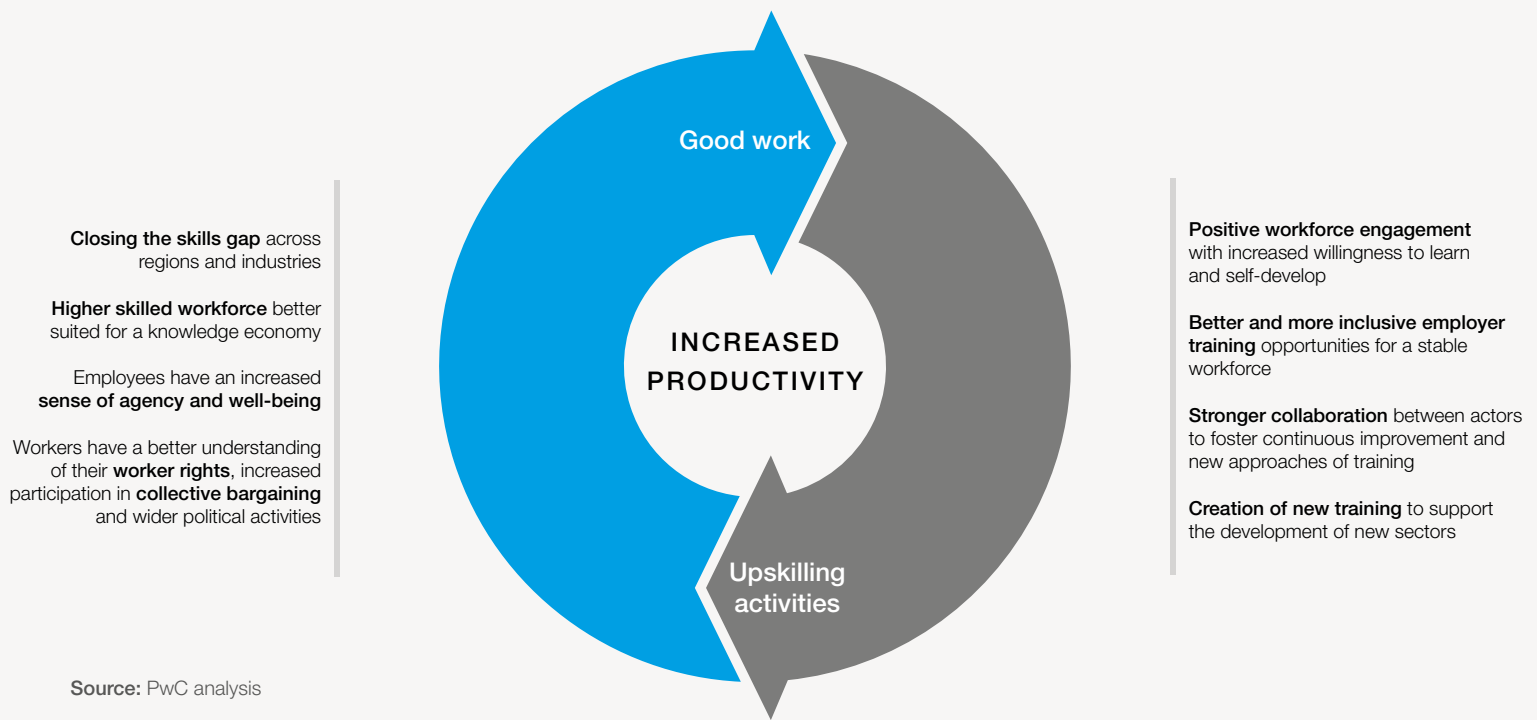 Good work
Closing the skills gap across
regions and industries
Higher skilled workforce better
suited for a knowledge economy
Employees have an increased
sense of agency and well-being
Workers have a better understanding
of their worker rights, increased
participation in collective bargaining
and wider political activities
INCREASED
PRODUCTIVITY
Positive workforce engagement
with increased willingness to learn
and self-develop
Better and more inclusive employer
training opportunities for a stable
workforce
Stronger collaboration between actors
to foster continuous improvement and
new approaches of training
Creation of new training to support
the development of new sectors
Upskilling
activities
Source: PwC analysis